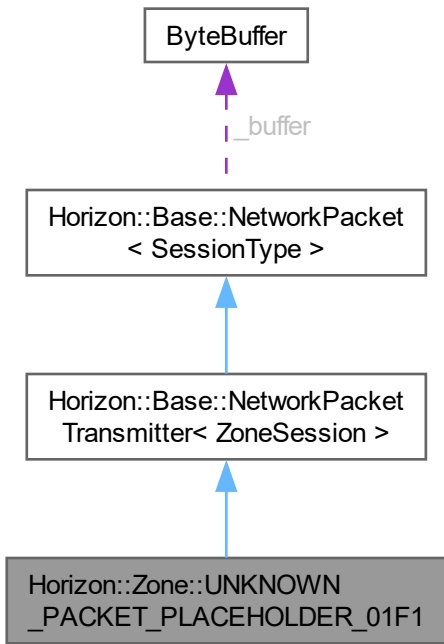 ByteBuffer
_buffer
Horizon::Base::NetworkPacket
< SessionType >
Horizon::Base::NetworkPacket
Transmitter< ZoneSession >
Horizon::Zone::UNKNOWN
_PACKET_PLACEHOLDER_01F1